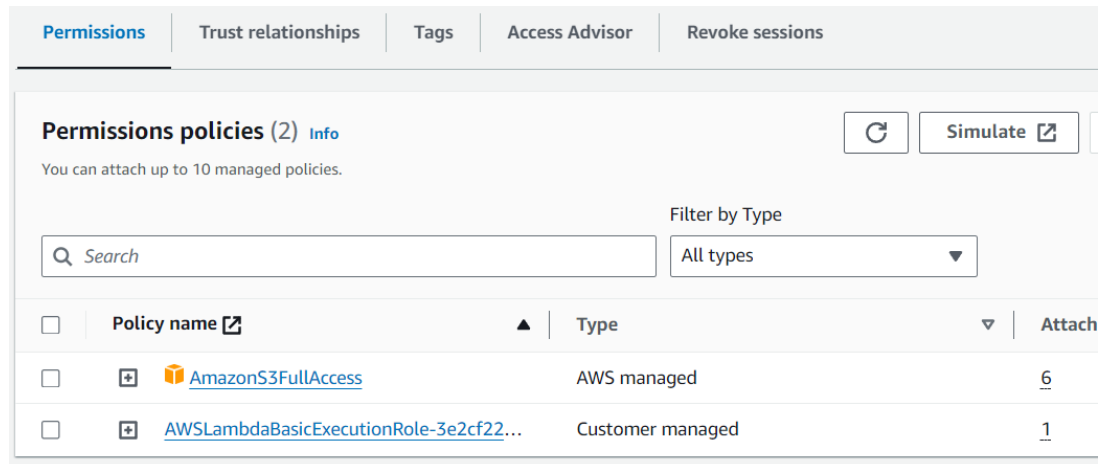 Permissions Trust relationships Tags Access Advisor Revoke sessions
Permissions policies (2) Info
Simulate
You can attach up to 10 managed policies.
Filter by Type
Search
All types
Policy name Type Attach
AmazonS3FullAccess AWS managed 6
AWSLambdaBasicExecutionRole-3e2cf22... Customer managed 1